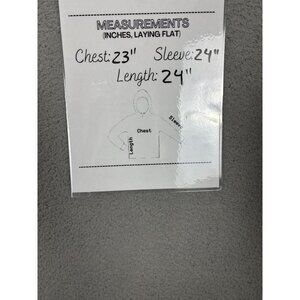 MEASUREMENTS
(INCHES, LAYING FLAT)
Chest: 23" Sleeve: 24"
Length: 24"
Sleeve
Chest
Length